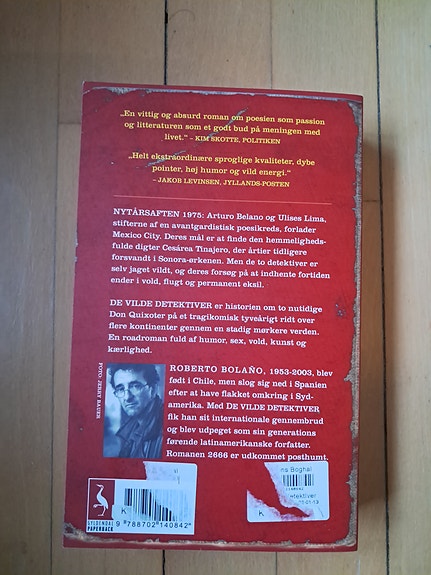 „En vittig og absurd roman om poesien som passion
og litteraturen som et godt bud på meningen med
livet.“ – KIM SKOTTE, POLITIKEN
„Helt ekstraordinære sproglige kvaliteter, dybe
pointer, høj humor og vild energi.“
– JAKOB LEVINSEN, JYLLANDS-POSTEN
NYTÅRSAFTEN 1975: Arturo Belano og Ulises Lima,
stifterne af en avantgardistisk poesikreds, forlader
Mexico City. Deres mål er at finde den hemmeligheds-
fulde digter Cesárea Tinajero, der årtier tidligere
forsvandt i Sonora-ørkenen. Men de to detektiver er
selv jaget vildt, og deres forsøg på at indhente fortiden
ender i vold, flugt og permanent eksil.
DE VILDE DETEKTIVER er historien om to nutidige
Don Quixoter på et tragikomisk tyveårigt ridt over
flere kontinenter gennem en stadig mørkere verden.
En roadroman fuld af humor, sex, vold, kunst og
kærlighed.
ROBERTO BOLAÑO, 1953-2003, blev
født i Chile, men slog sig ned i Spanien
efter at have flakket omkring i Syd-
amerika. Med DE VILDE DETEKTIVER
fik han sit internationale gennembrud
og blev udpeget som sin generations
førende latinamerikanske forfatter.
Romanen 2666 er udkommet posthumt.
FOTO: JERRY BAUER
GYLDENDAL
PAPERBACK
K
9 788702 140842
ns Boghal
etektiver
K